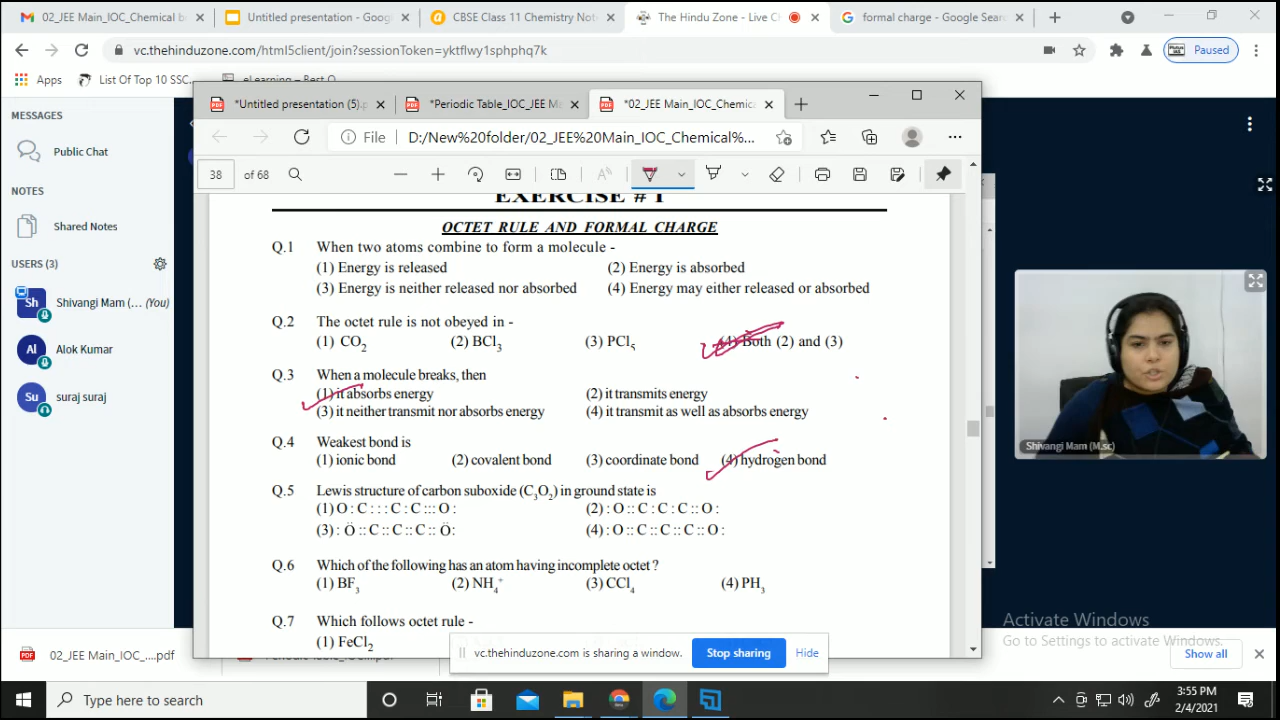 02_JEE Main_IOC_Chemical b
Untitled presentation - Goog
CBSE Class 11 Chemistry Not
The Hindu Zone - Live C
formal charge - Google Sear
vc.thehinduzone.com/html5client/join?sessionToken=yktflwy1sphphq7k
Paused
Apps
List Of Top 10 SSC...
eLearning – Best O
*Untitled presentation (5).p
*Periodic Table_IOC_JEE M
*02_JEE Main_IOC_Chemica
File
D:/New%20folder/02_JEE%20Main_IOC_Chemical%...
38
of 68
MESSAGES
Public Chat
NOTES
Shared Notes
USERS (3)
Sh
Shivangi Mam (... (You)
Al
Alok Kumar
Su
suraj suraj
EXERCISE # 1
OCTET RULE AND FORMAL CHARGE
Q.1 When two atoms combine to form a molecule -
(1) Energy is released (2) Energy is absorbed
(3) Energy is neither released nor absorbed (4) Energy may either released or absorbed
Q.2 The octet rule is not obeyed in -
(1) CO2 (2) BCl3 (3) PCl5 (4) Both (2) and (3)
Q.3 When a molecule breaks, then
(1) it absorbs energy (2) it transmits energy
(3) it neither transmit nor absorbs energy (4) it transmit as well as absorbs energy
Q.4 Weakest bond is
(1) ionic bond (2) covalent bond (3) coordinate bond (4) hydrogen bond
Q.5 Lewis structure of carbon suboxide (C3O2) in ground state is
(1) O : C : : : C : C ::: O : (2) : O :: C : C : C :: O :
(3) : Ö :: C :: C :: C :: Ö: (4) : O :: C :: C :: C :: O :
Q.6 Which of the following has an atom having incomplete octet ?
(1) BF3 (2) NH4+ (3) CCl4 (4) PH3
Q.7 Which follows octet rule -
(1) FeCl2
Shivangi Mam (M.sc)
Activate Windows
Go to Settings to activate Windows.
vc.thehinduzone.com is sharing a window.
Stop sharing
Hide
02_JEE Main_IOC_....pdf
Show all
Type here to search
3:55 PM
2/4/2021